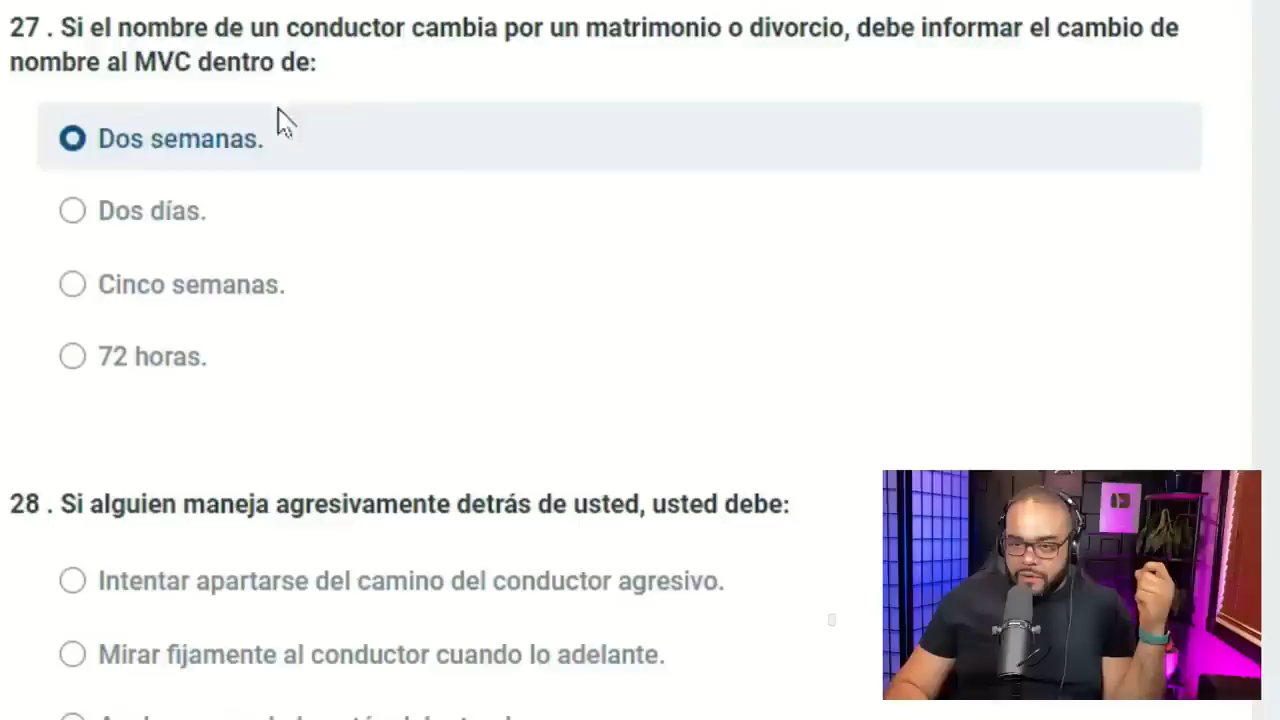 27 . Si el nombre de un conductor cambia por un matrimonio o divorcio, debe informar el cambio de
nombre al MVC dentro de:
Dos semanas.
Dos días.
Cinco semanas.
72 horas.
28 . Si alguien maneja agresivamente detrás de usted, usted debe:
Intentar apartarse del camino del conductor agresivo.
Mirar fijamente al conductor cuando lo adelante.